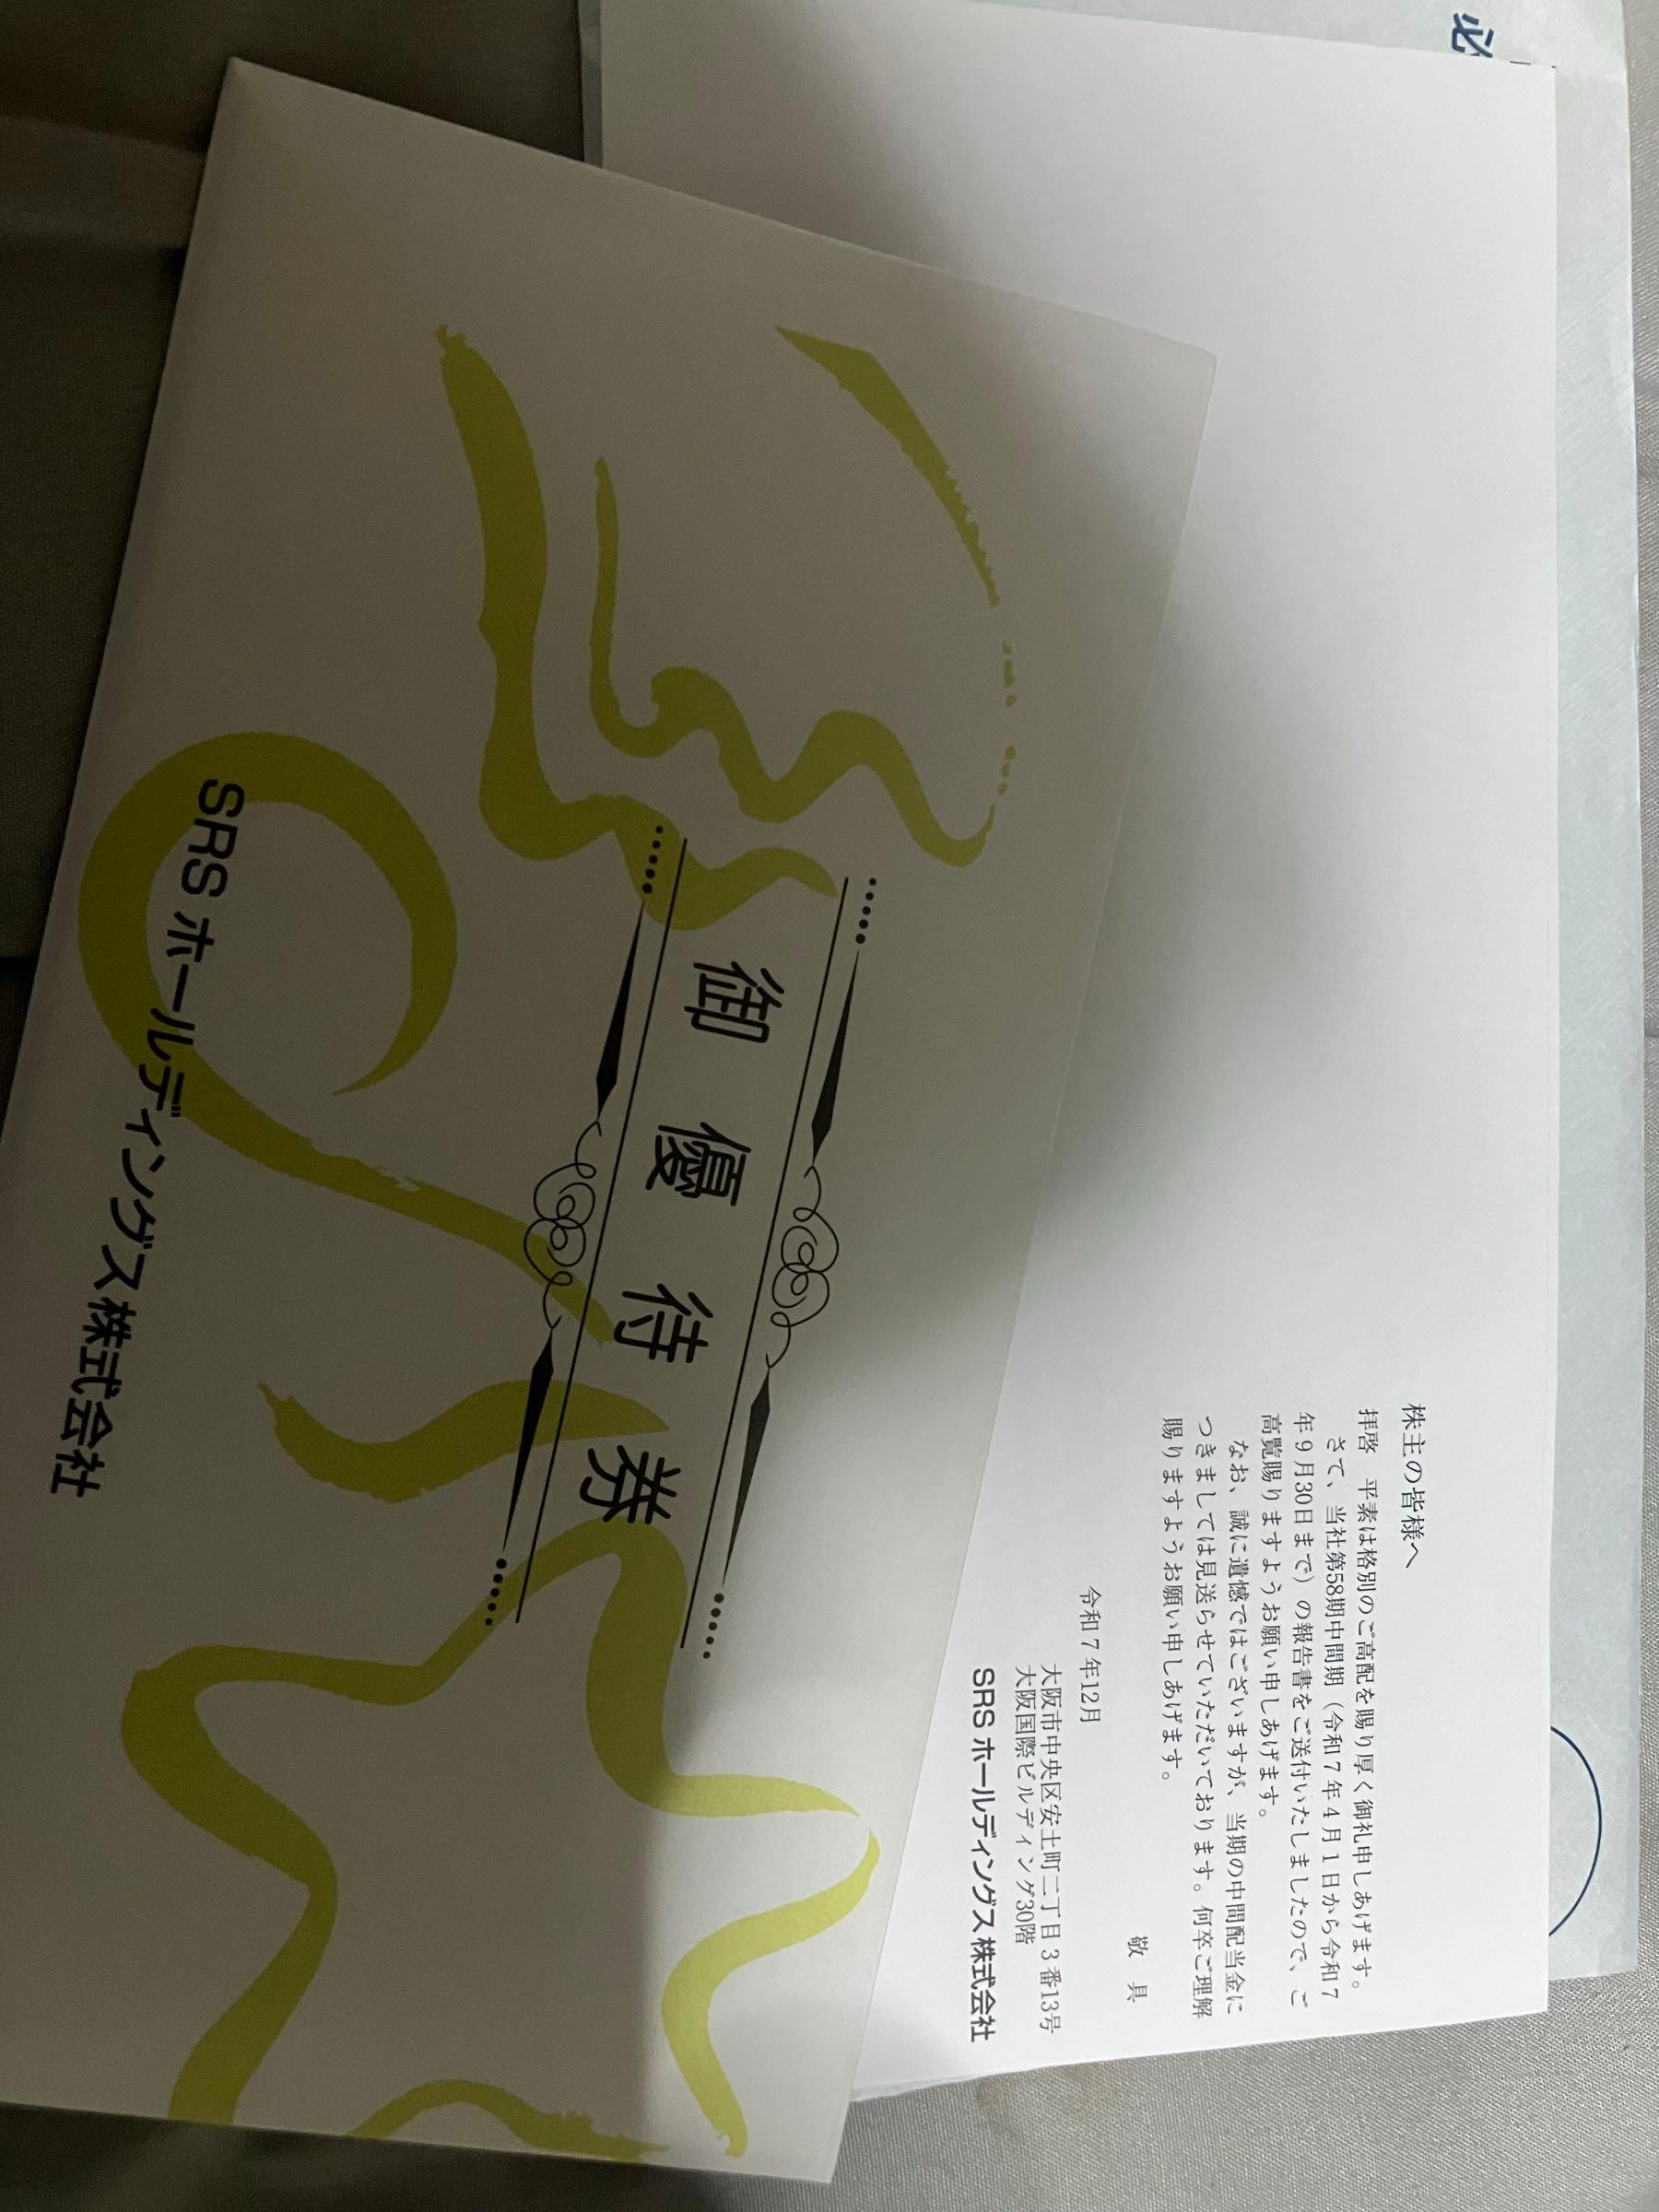 必
株主の皆様へ
拝啓　平素は格別のご高配を賜り厚く御礼申しあげます。
さて、当社第58期中間期（令和７年４月１日から令和７
年９月30日まで）の報告書をご送付いたしましたので、ご
高覧賜りますようお願い申しあげます。
なお、誠に遺憾ではございますが、当期の中間配当金に
つきましては見送らせていただいております。何卒ご理解
賜りますようお願い申しあげます。
敬　具
令和７年12月
大阪市中央区安土町二丁目３番13号
大阪国際ビルディング30階
SRS ホールディングス株式会社
御優待券
SRS ホールディングス株式会社